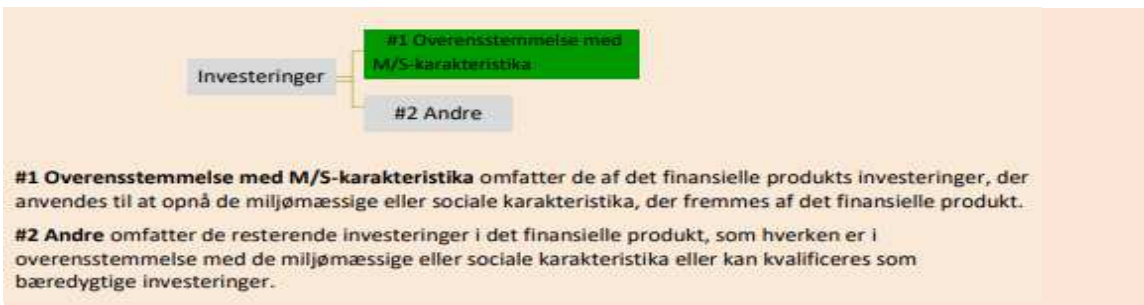 #1 Overensstemmelse med
M/S-karakteristika
Investeringer
#2 Andre
#1 Overensstemmelse med M/S-karakteristika omfatter de af det finansielle produkts investeringer, der
anvendes til at opnå de miljømæssige eller sociale karakteristika, der fremmes af det finansielle produkt.
#2 Andre omfatter de resterende investeringer i det finansielle produkt, som hverken er i
overensstemmelse med de miljømæssige eller sociale karakteristika eller kan kvalificeres som
bæredygtige investeringer.